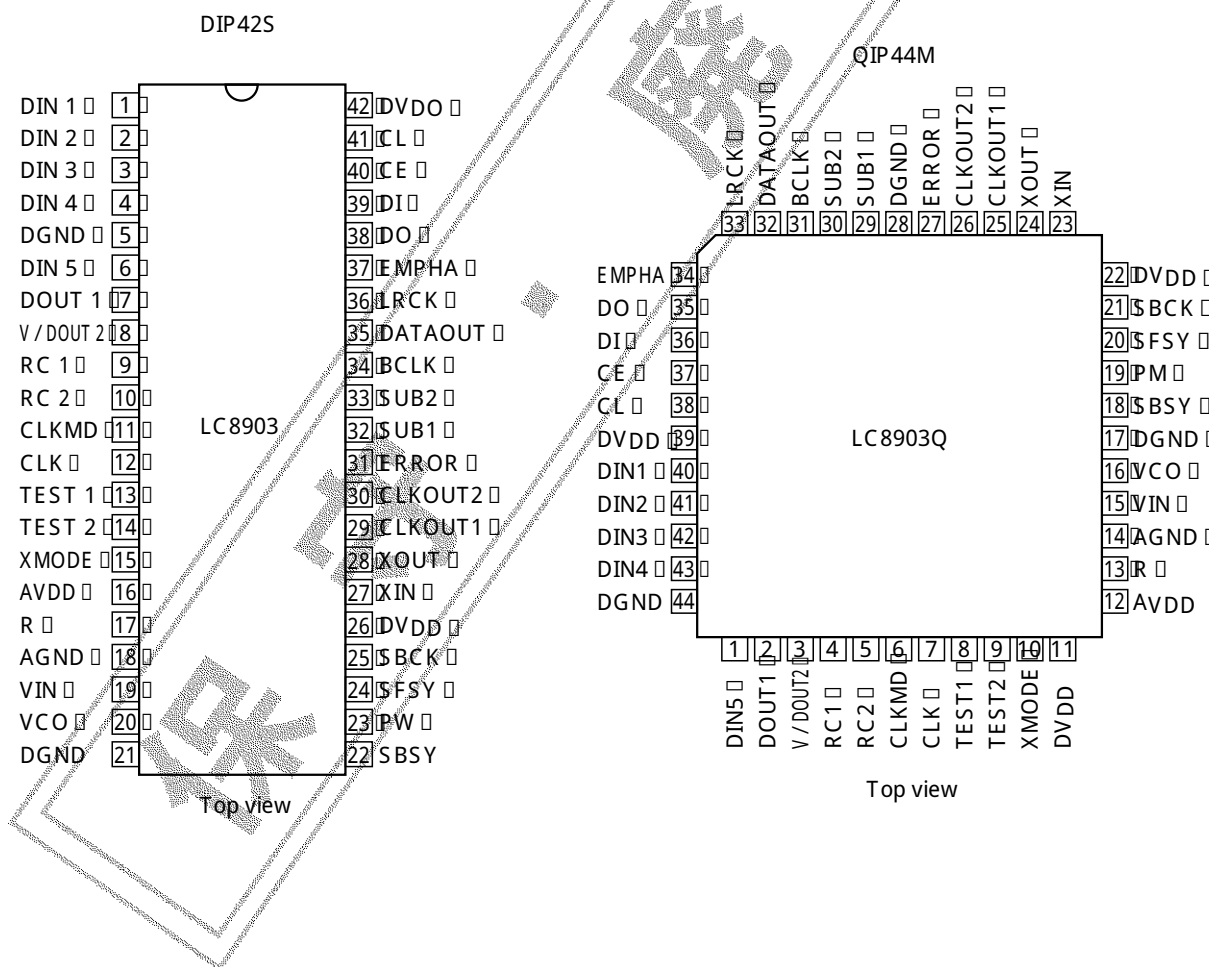 DIP42S
DIN 1 1 42 DVDO
DIN 2 2 41 CL
DIN 3 3 40 CE
DIN 4 4 39 DI
DGND 5 38 DO
DIN 5 6 37 EMPHA
DOUT 1 7 36 LRCK
V/DOUT 2 8 35 DATAOUT
RC 1 9 34 BCLK
RC 2 10 33 SUB2
CLKMD 11 32 SUB1
CLK 12 31 ERROR
TEST 1 13 30 CLKOUT2
TEST 2 14 29 CLKOUT1
XMODE 15 28 XOUT
AVDD 16 27 XIN
R 17 26 DVDD
AGND 18 25 SBCK
VIN 19 24 SFSY
VCO 20 23 PW
DGND 21 22 SBSY
LC8903
Top view
QIP44M
LRCK DATAOUT BCLK SUB2 SUB1 DGND ERROR CLKOUT2 CLKOUT1 XOUT XIN
33 32 31 30 29 28 27 26 25 24 23
EMPHA 34 22 DVDD
DO 35 21 SBCK
DI 36 20 SFSY
CE 37 19 PM
CL 38 18 SBSY
DVDD 39 17 DGND
DIN1 40 16 VCO
DIN2 41 15 VIN
DIN3 42 14 AGND
DIN4 43 13 R
DGND 44 12 AVDD
LC8903Q
1 2 3 4 5 6 7 8 9 10 11
DIN5 DOUT1 V/DOUT2 RC1 RC2 CLKMD CLK TEST1 TEST2 XMODE DVDD
Top view
保